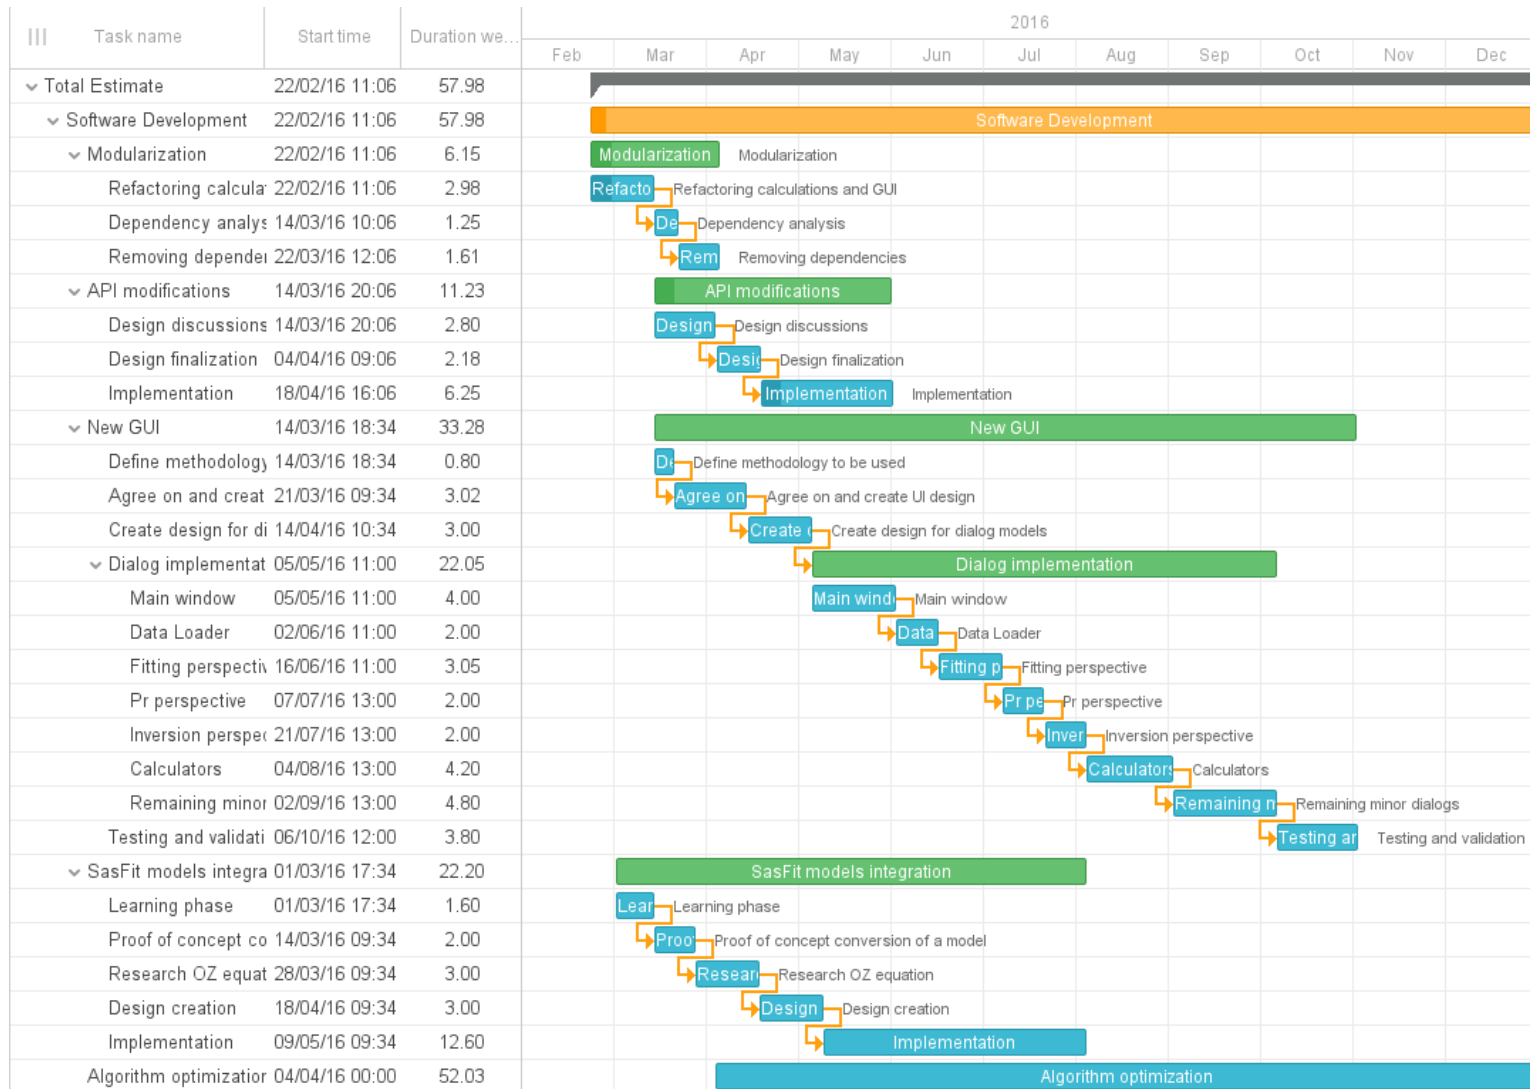 2016
Task name Start time Duration we...
Feb Mar Apr May Jun Jul Aug Sep Oct Nov Dec
Total Estimate 22/02/16 11:06 57.98
Software Development 22/02/16 11:06 57.98 Software Development
Modularization 22/02/16 11:06 6.15 Modularization Modularization
Refactoring calcula 22/02/16 11:06 2.98 Refacto Refactoring calculations and GUI
Dependency analys 14/03/16 10:06 1.25 De Dependency analysis
Removing depende 22/03/16 12:06 1.61 Rem Removing dependencies
API modifications 14/03/16 20:06 11.23 API modifications
Design discussions 14/03/16 20:06 2.80 Design Design discussions
Design finalization 04/04/16 09:06 2.18 Desig Design finalization
Implementation 18/04/16 16:06 6.25 Implementation Implementation
New GUI 14/03/16 18:34 33.28 New GUI
Define methodology 14/03/16 18:34 0.80 De Define methodology to be used
Agree on and creat 21/03/16 09:34 3.02 Agree on Agree on and create UI design
Create design for di 14/04/16 10:34 3.00 Create Create design for dialog models
Dialog implementat 05/05/16 11:00 22.05 Dialog implementation
Main window 05/05/16 11:00 4.00 Main wind Main window
Data Loader 02/06/16 11:00 2.00 Data Data Loader
Fitting perspectiv 16/06/16 11:00 3.05 Fitting p Fitting perspective
Pr perspective 07/07/16 13:00 2.00 Pr pe Pr perspective
Inversion perspec 21/07/16 13:00 2.00 Inver Inversion perspective
Calculators 04/08/16 13:00 4.20 Calculators Calculators
Remaining minor 02/09/16 13:00 4.80 Remaining m Remaining minor dialogs
Testing and validati 06/10/16 12:00 3.80 Testing ar Testing and validation
SasFit models integra 01/03/16 17:34 22.20 SasFit models integration
Learning phase 01/03/16 17:34 1.60 Lear Learning phase
Proof of concept co 14/03/16 09:34 2.00 Proo Proof of concept conversion of a model
Research OZ equat 28/03/16 09:34 3.00 Resear Research OZ equation
Design creation 18/04/16 09:34 3.00 Design Design creation
Implementation 09/05/16 09:34 12.60 Implementation
Algorithm optimization 04/04/16 00:00 52.03 Algorithm optimization